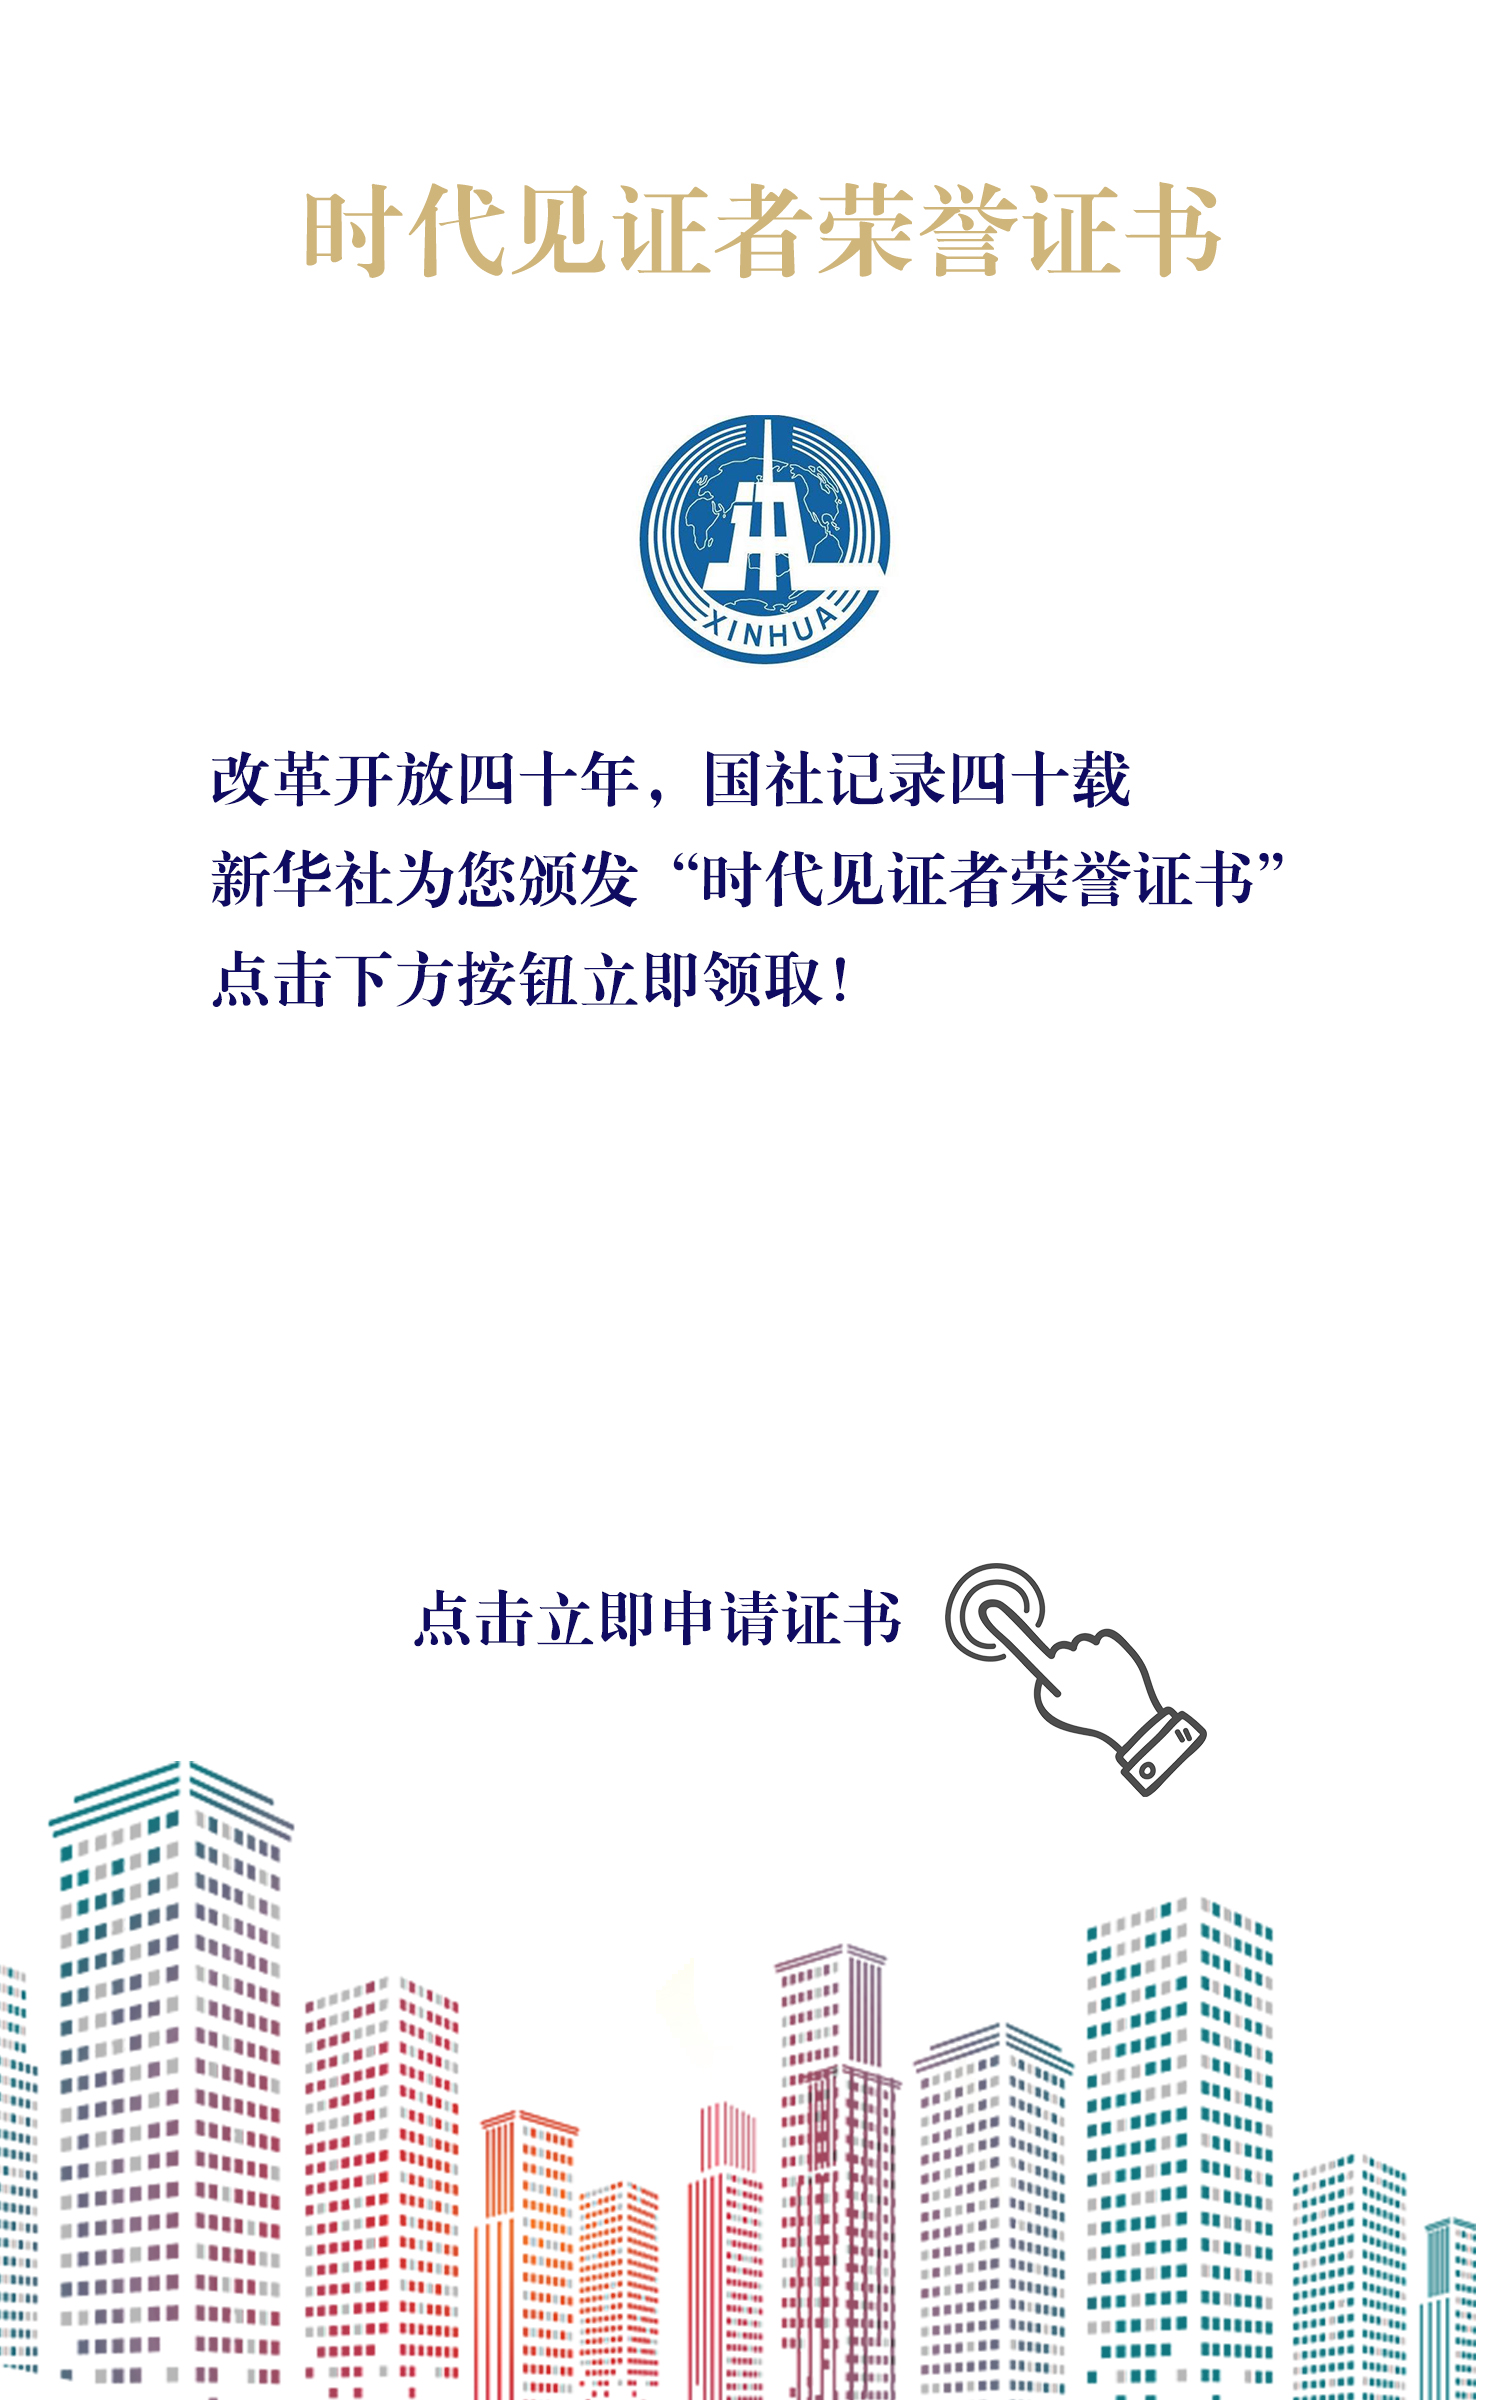 时代见证者荣誉证书
XINHUA
改革开放四十年，国社记录四十载
新华社为您颁发“时代见证者荣誉证书”
点击下方按钮立即领取！
点击立即申请证书